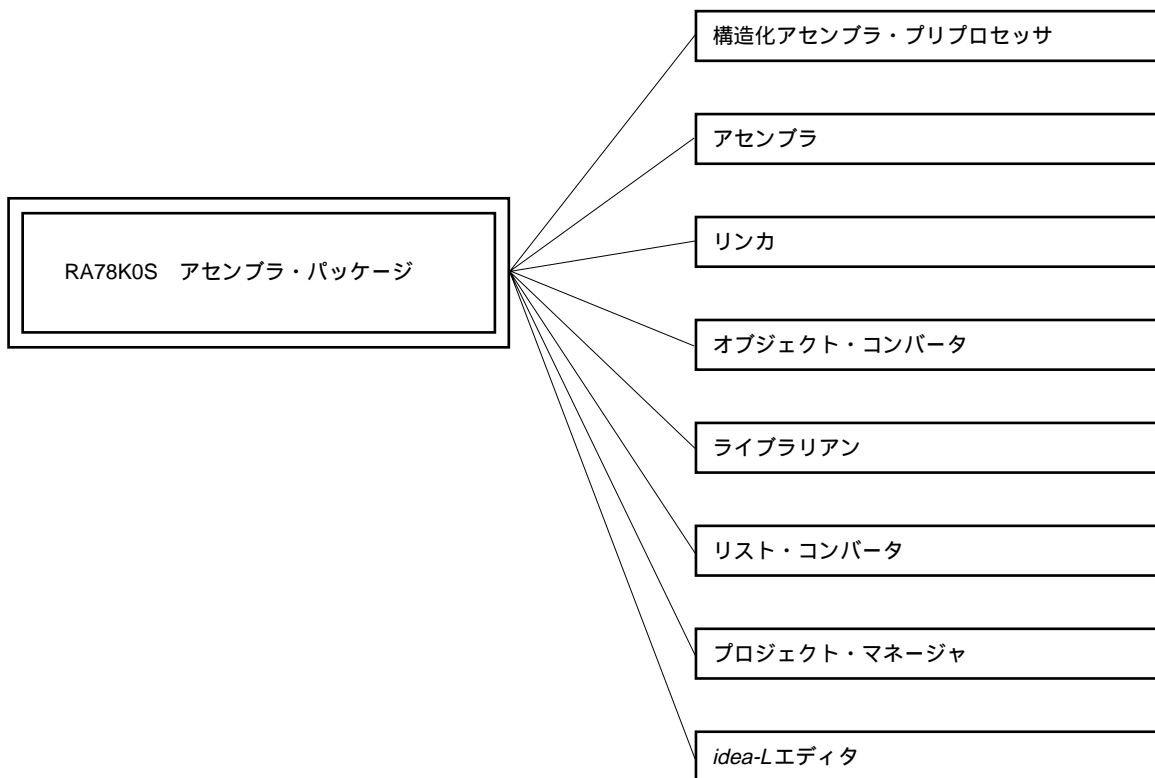 構造化アセンブラ・プリプロセッサ
アセンブラ
リンカ
RA78K0S　アセンブラ・パッケージ
オブジェクト・コンバータ
ライブラリアン
リスト・コンバータ
プロジェクト・マネージャ
idea-Lエディタ